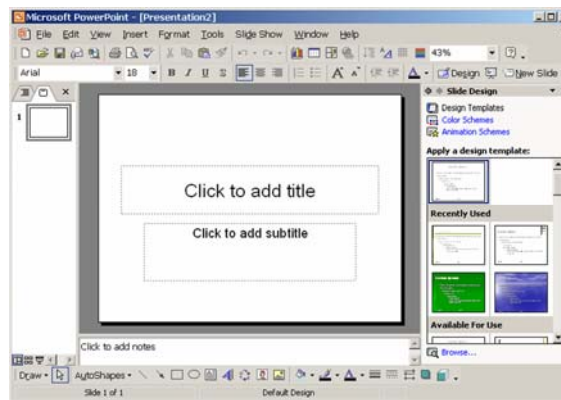 Microsoft PowerPoint - [Presentation2]
File Edit View Insert Format Tools Slide Show Window Help
43%
Arial 18 B I U S A A A Design New Slide
Slide Design
1
Design Templates
Color Schemes
Animation Schemes
Apply a design template:
Recently Used
Available For Use
Browse...
Click to add title
Click to add subtitle
Click to add notes
Draw AutoShapes
Slide 1 of 1 Default Design